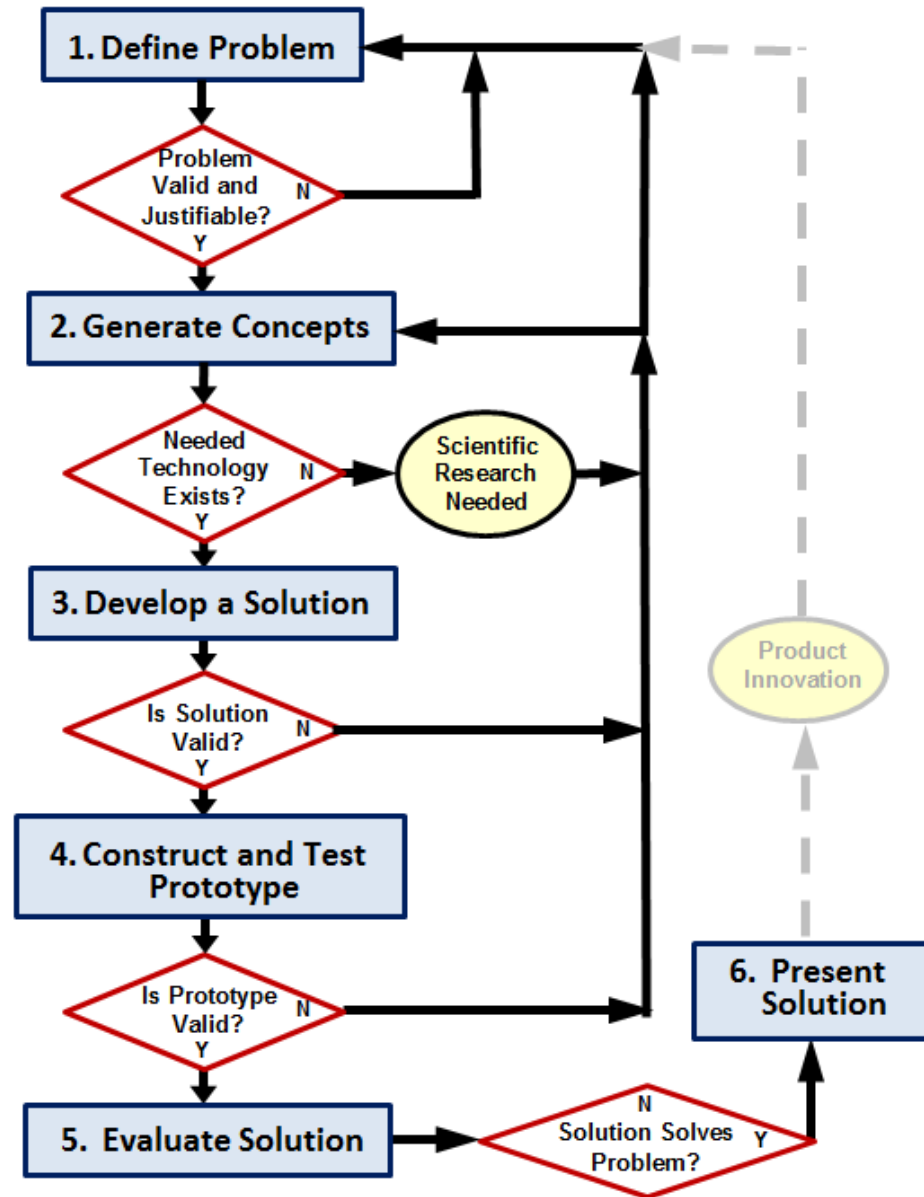 1. Define Problem
Problem
Valid and
Justifiable?
N
Y
2. Generate Concepts
Needed
Technology
Exists?
N
Y
Scientific
Research
Needed
3. Develop a Solution
Product
Innovation
Is Solution
Valid?
N
Y
4. Construct and Test
Prototype
Is Prototype
Valid?
N
Y
6. Present
Solution
5. Evaluate Solution
N
Solution Solves
Problem?
Y